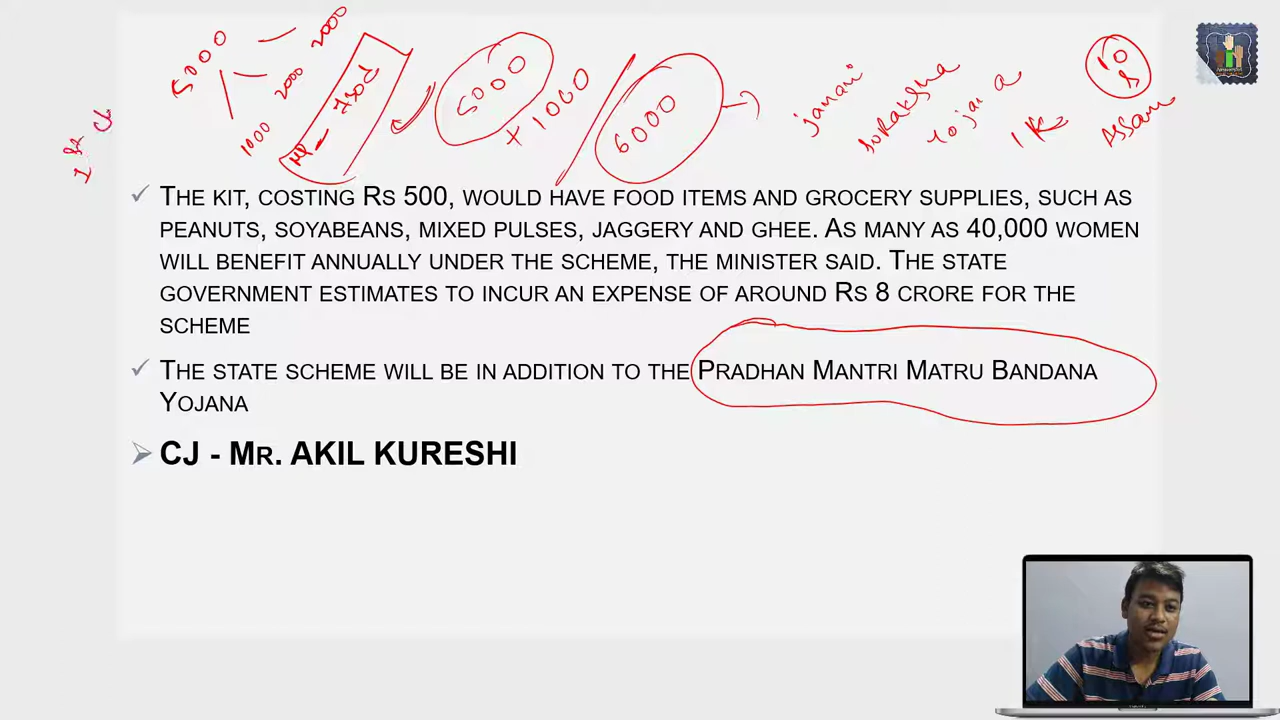 5000
2000
2000
1000
5000
+ 1000
6000
janani
suraksha
Yojana
1K
10
Assam
1st
The kit, costing Rs 500, would have food items and grocery supplies, such as
peanuts, soyabeans, mixed pulses, jaggery and ghee. As many as 40,000 women
will benefit annually under the scheme, the minister said. The state
government estimates to incur an expense of around Rs 8 crore for the
scheme
The state scheme will be in addition to the Pradhan Mantri Matru Bandana
Yojana
CJ - Mr. AKIL KURESHI